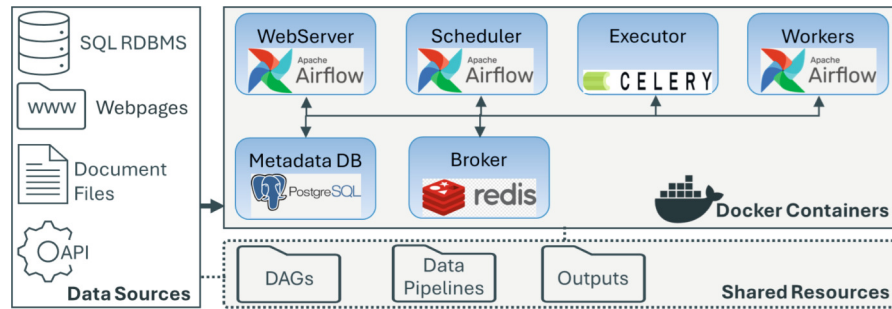 SQL RDBMS
WWW
Webpages
Document
Files
API
Data Sources
WebServer
Apache
Airflow
Scheduler
Apache
Airflow
Executor
CELERY
Workers
Apache
Airflow
Metadata DB
PostgreSQL
Broker
redis
Docker Containers
DAGs
Data
Pipelines
Outputs
Shared Resources